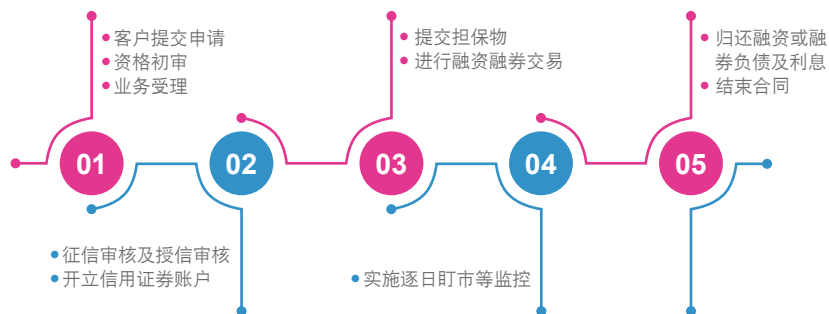 客户提交申请
资格初审
业务受理
提交担保物
进行融资融券交易
归还融资或融
券负债及利息
结束合同
01
02
03
04
05
征信审核及授信审核
开立信用证券账户
实施逐日盯市等监控